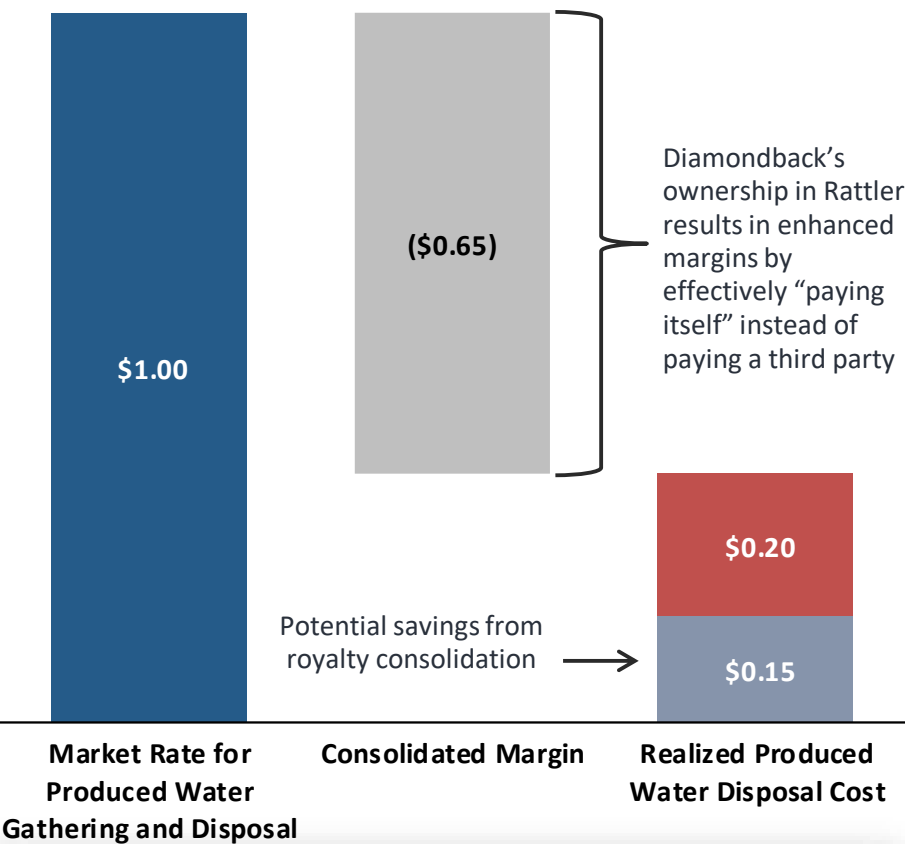 $1.00
($0.65)
Diamondback’s
ownership in Rattler
results in enhanced
margins by
effectively “paying
itself” instead of
paying a third party
$0.20
Potential savings from
royalty consolidation
$0.15
Market Rate for
Produced Water
Gathering and Disposal
Consolidated Margin
Realized Produced
Water Disposal Cost